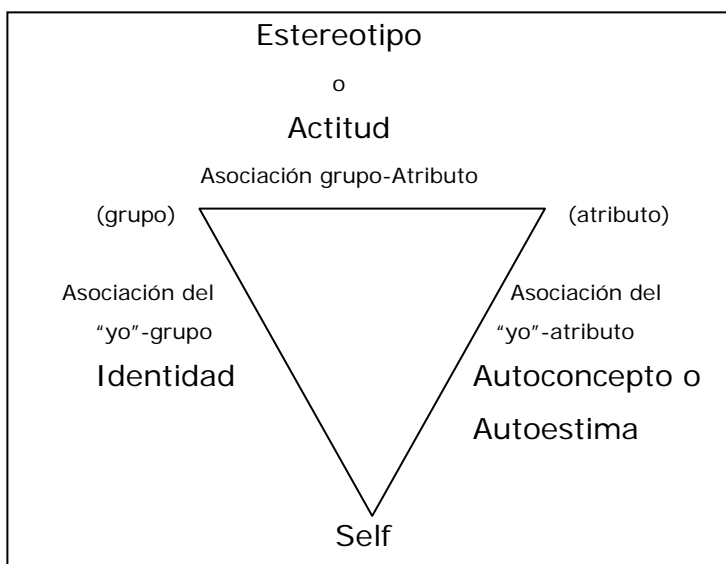 Estereotipo
o
Actitud
Asociación grupo-Atributo
(grupo)
(atributo)
Asociación del
“yo”-grupo
Identidad
Asociación del
“yo”-atributo
Autoconcepto o
Autoestima
Self